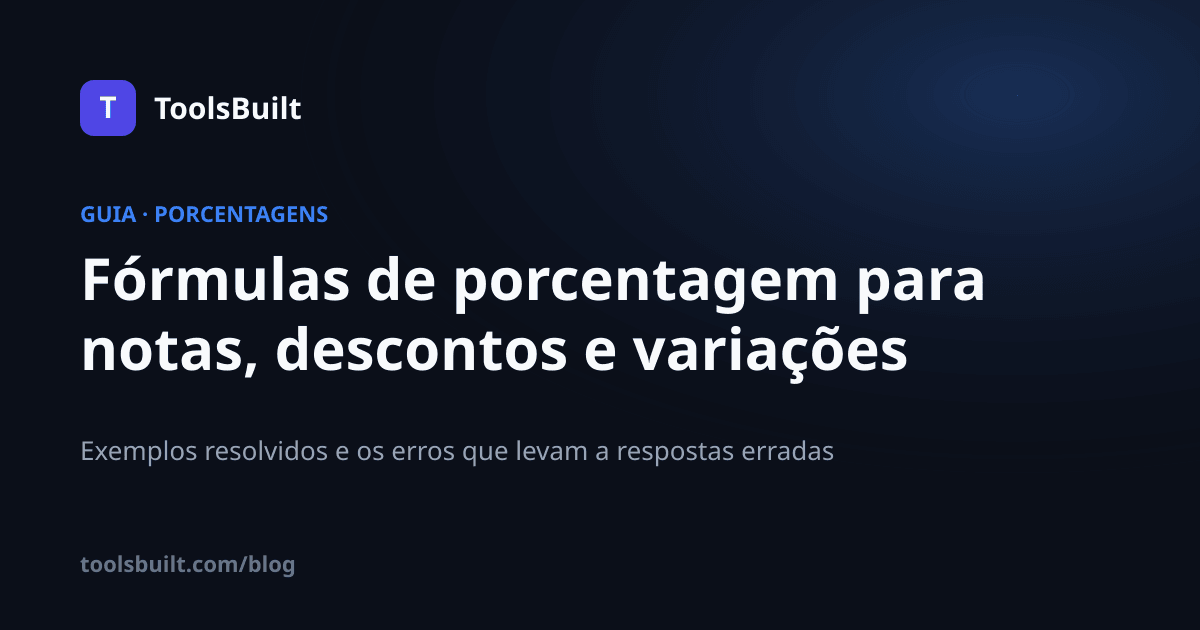 T ToolsBuilt
GUIA · PORCENTAGENS
Fórmulas de porcentagem para
notas, descontos e variações
Exemplos resolvidos e os erros que levam a respostas erradas
toolsbuilt.com/blog